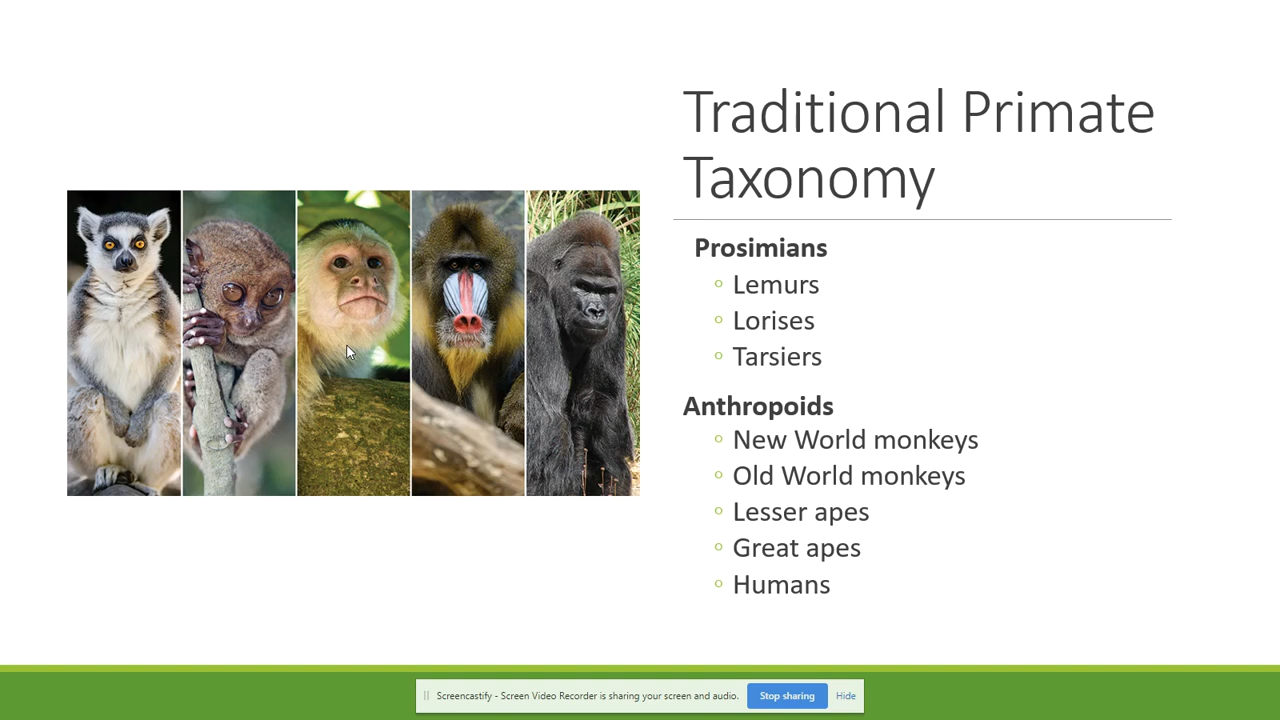 Traditional Primate
Taxonomy
Prosimians
Lemurs
Lorises
Tarsiers
Anthropoids
New World monkeys
Old World monkeys
Lesser apes
Great apes
Humans
Screencastify - Screen Video Recorder is sharing your screen and audio. Stop sharing Hide